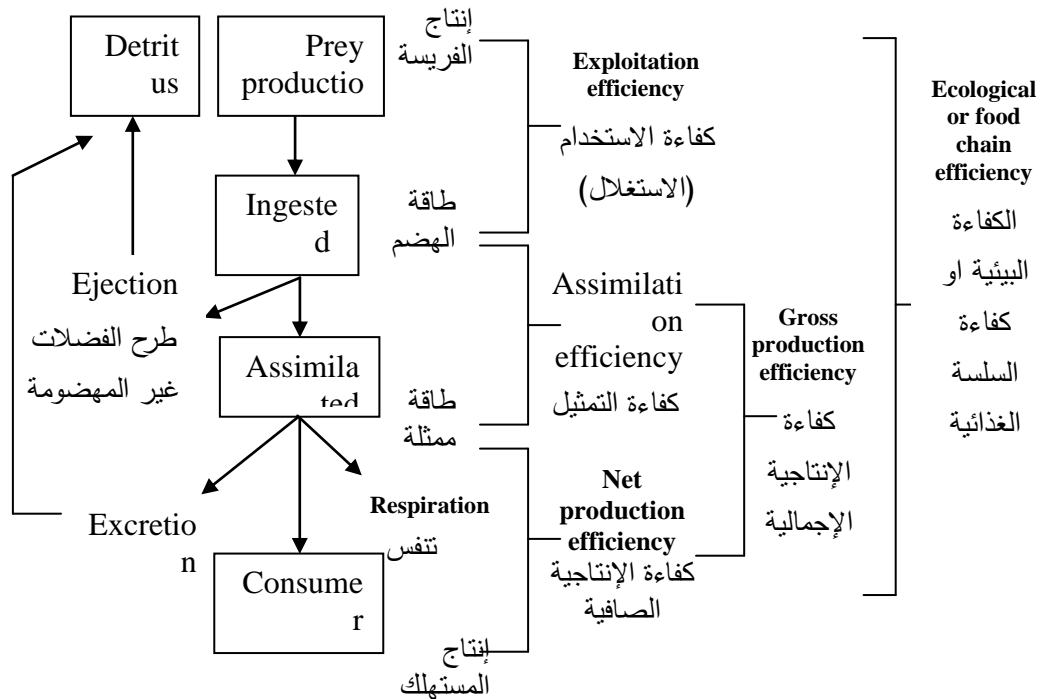 Detrit
us
Prey
productio
إنتاج
الفريسة
Exploitation
efficiency
كفاءة الاستخدام
(الاستغلال)
Ecological
or food
chain
efficiency
الكفاءة
البيئية او
كفاءة
السلسة
الغذائية
Ingeste
d
طاقة
الهضم
Ejection
طرح الفضلات
غير المهضومة
Assimilati
on
efficiency
كفاءة التمثيل
Gross
production
efficiency
كفاءة
الإنتاجية
الإجمالية
Assimila
ted
طاقة
ممثلة
Excretio
n
Respiration
تنفس
Net
production
efficiency
كفاءة الإنتاجية
الصافية
Consume
r
إنتاج
المستهلك